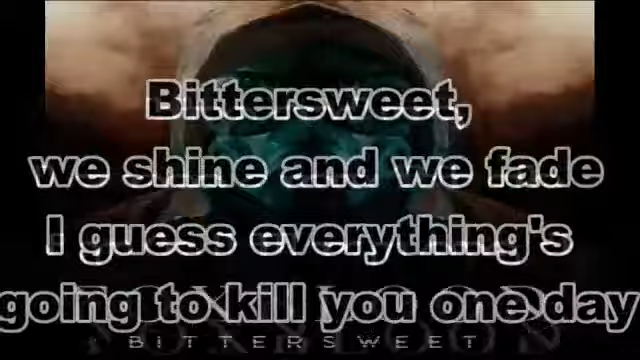 Bittersweet,
we shine and we fade
I guess everything's
going to kill you one day
BITTERSWEET